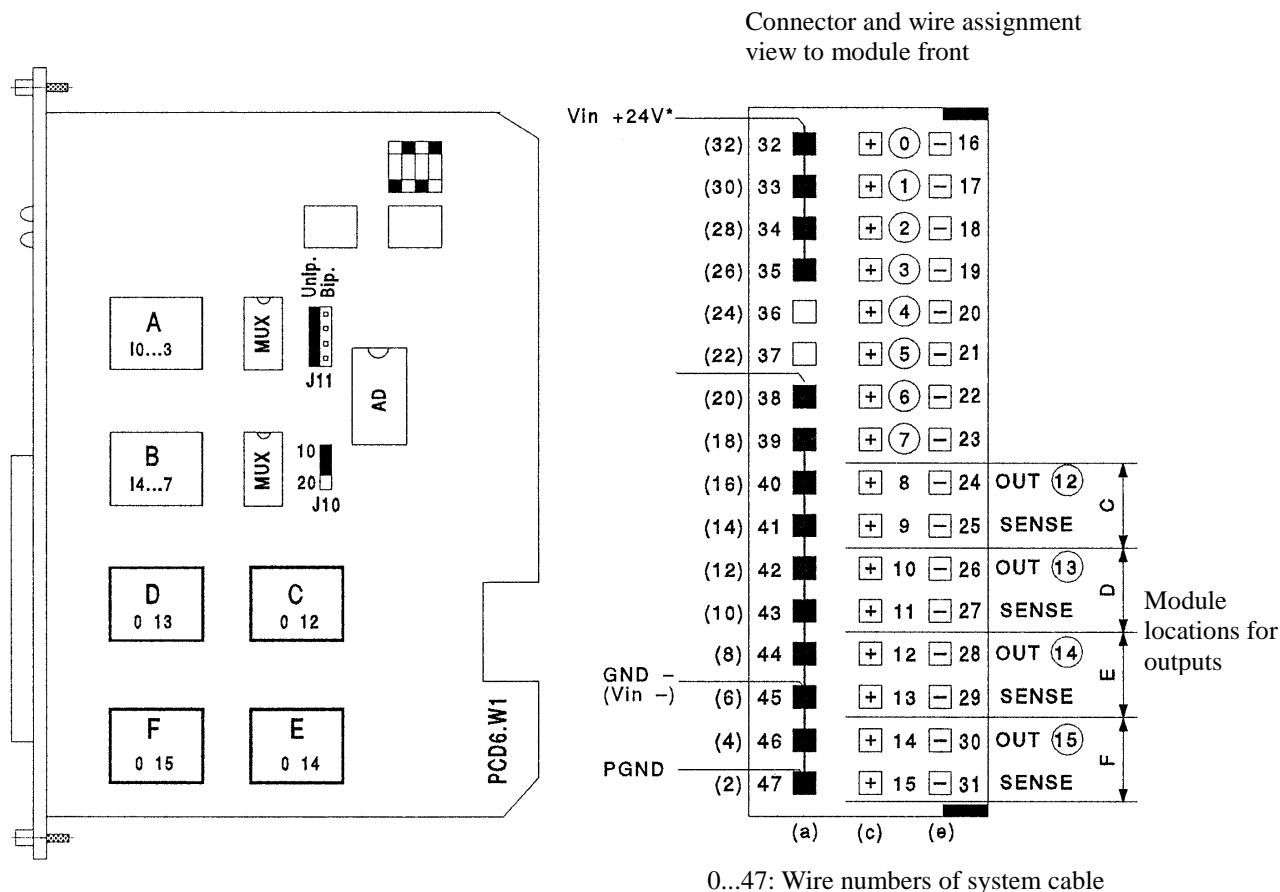 Connector and wire assignment
view to module front
Vin +24V*
(32) 32 + 0 − 16
(30) 33 + 1 − 17
(28) 34 + 2 − 18
(26) 35 + 3 − 19
(24) 36 + 4 − 20
(22) 37 + 5 − 21
(20) 38 + 6 − 22
(18) 39 + 7 − 23
(16) 40 + 8 − 24 OUT 12
C
(14) 41 + 9 − 25 SENSE
(12) 42 + 10 − 26 OUT 13
D
(10) 43 + 11 − 27 SENSE
Module
locations for
outputs
(8) 44 + 12 − 28 OUT 14
E
GND −
(Vin −)
(6) 45 + 13 − 29 SENSE
(4) 46 + 14 − 30 OUT 15
F
PGND
(2) 47 + 15 − 31 SENSE
(a) (c) (e)
0...47: Wire numbers of system cable
Unip.
Bip.
A
I0...3
MUX
J11
AD
B
I4...7
MUX
10
20
J10
D
0 13
C
0 12
F
0 15
E
0 14
PCD6.W1